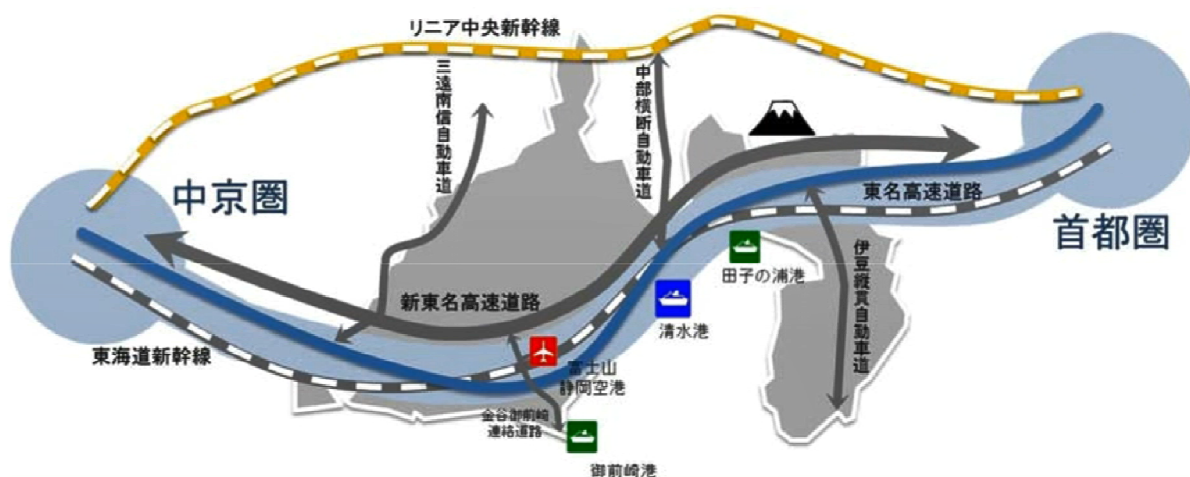 リニア中央新幹線
三遠南信自動車道
中部横断自動車道
中京圏
首都圏
東名高速道路
新東名高速道路
伊豆縦貫自動車道
田子の浦港
清水港
東海道新幹線
富士山
静岡空港
金谷御前崎
連絡道路
御前崎港